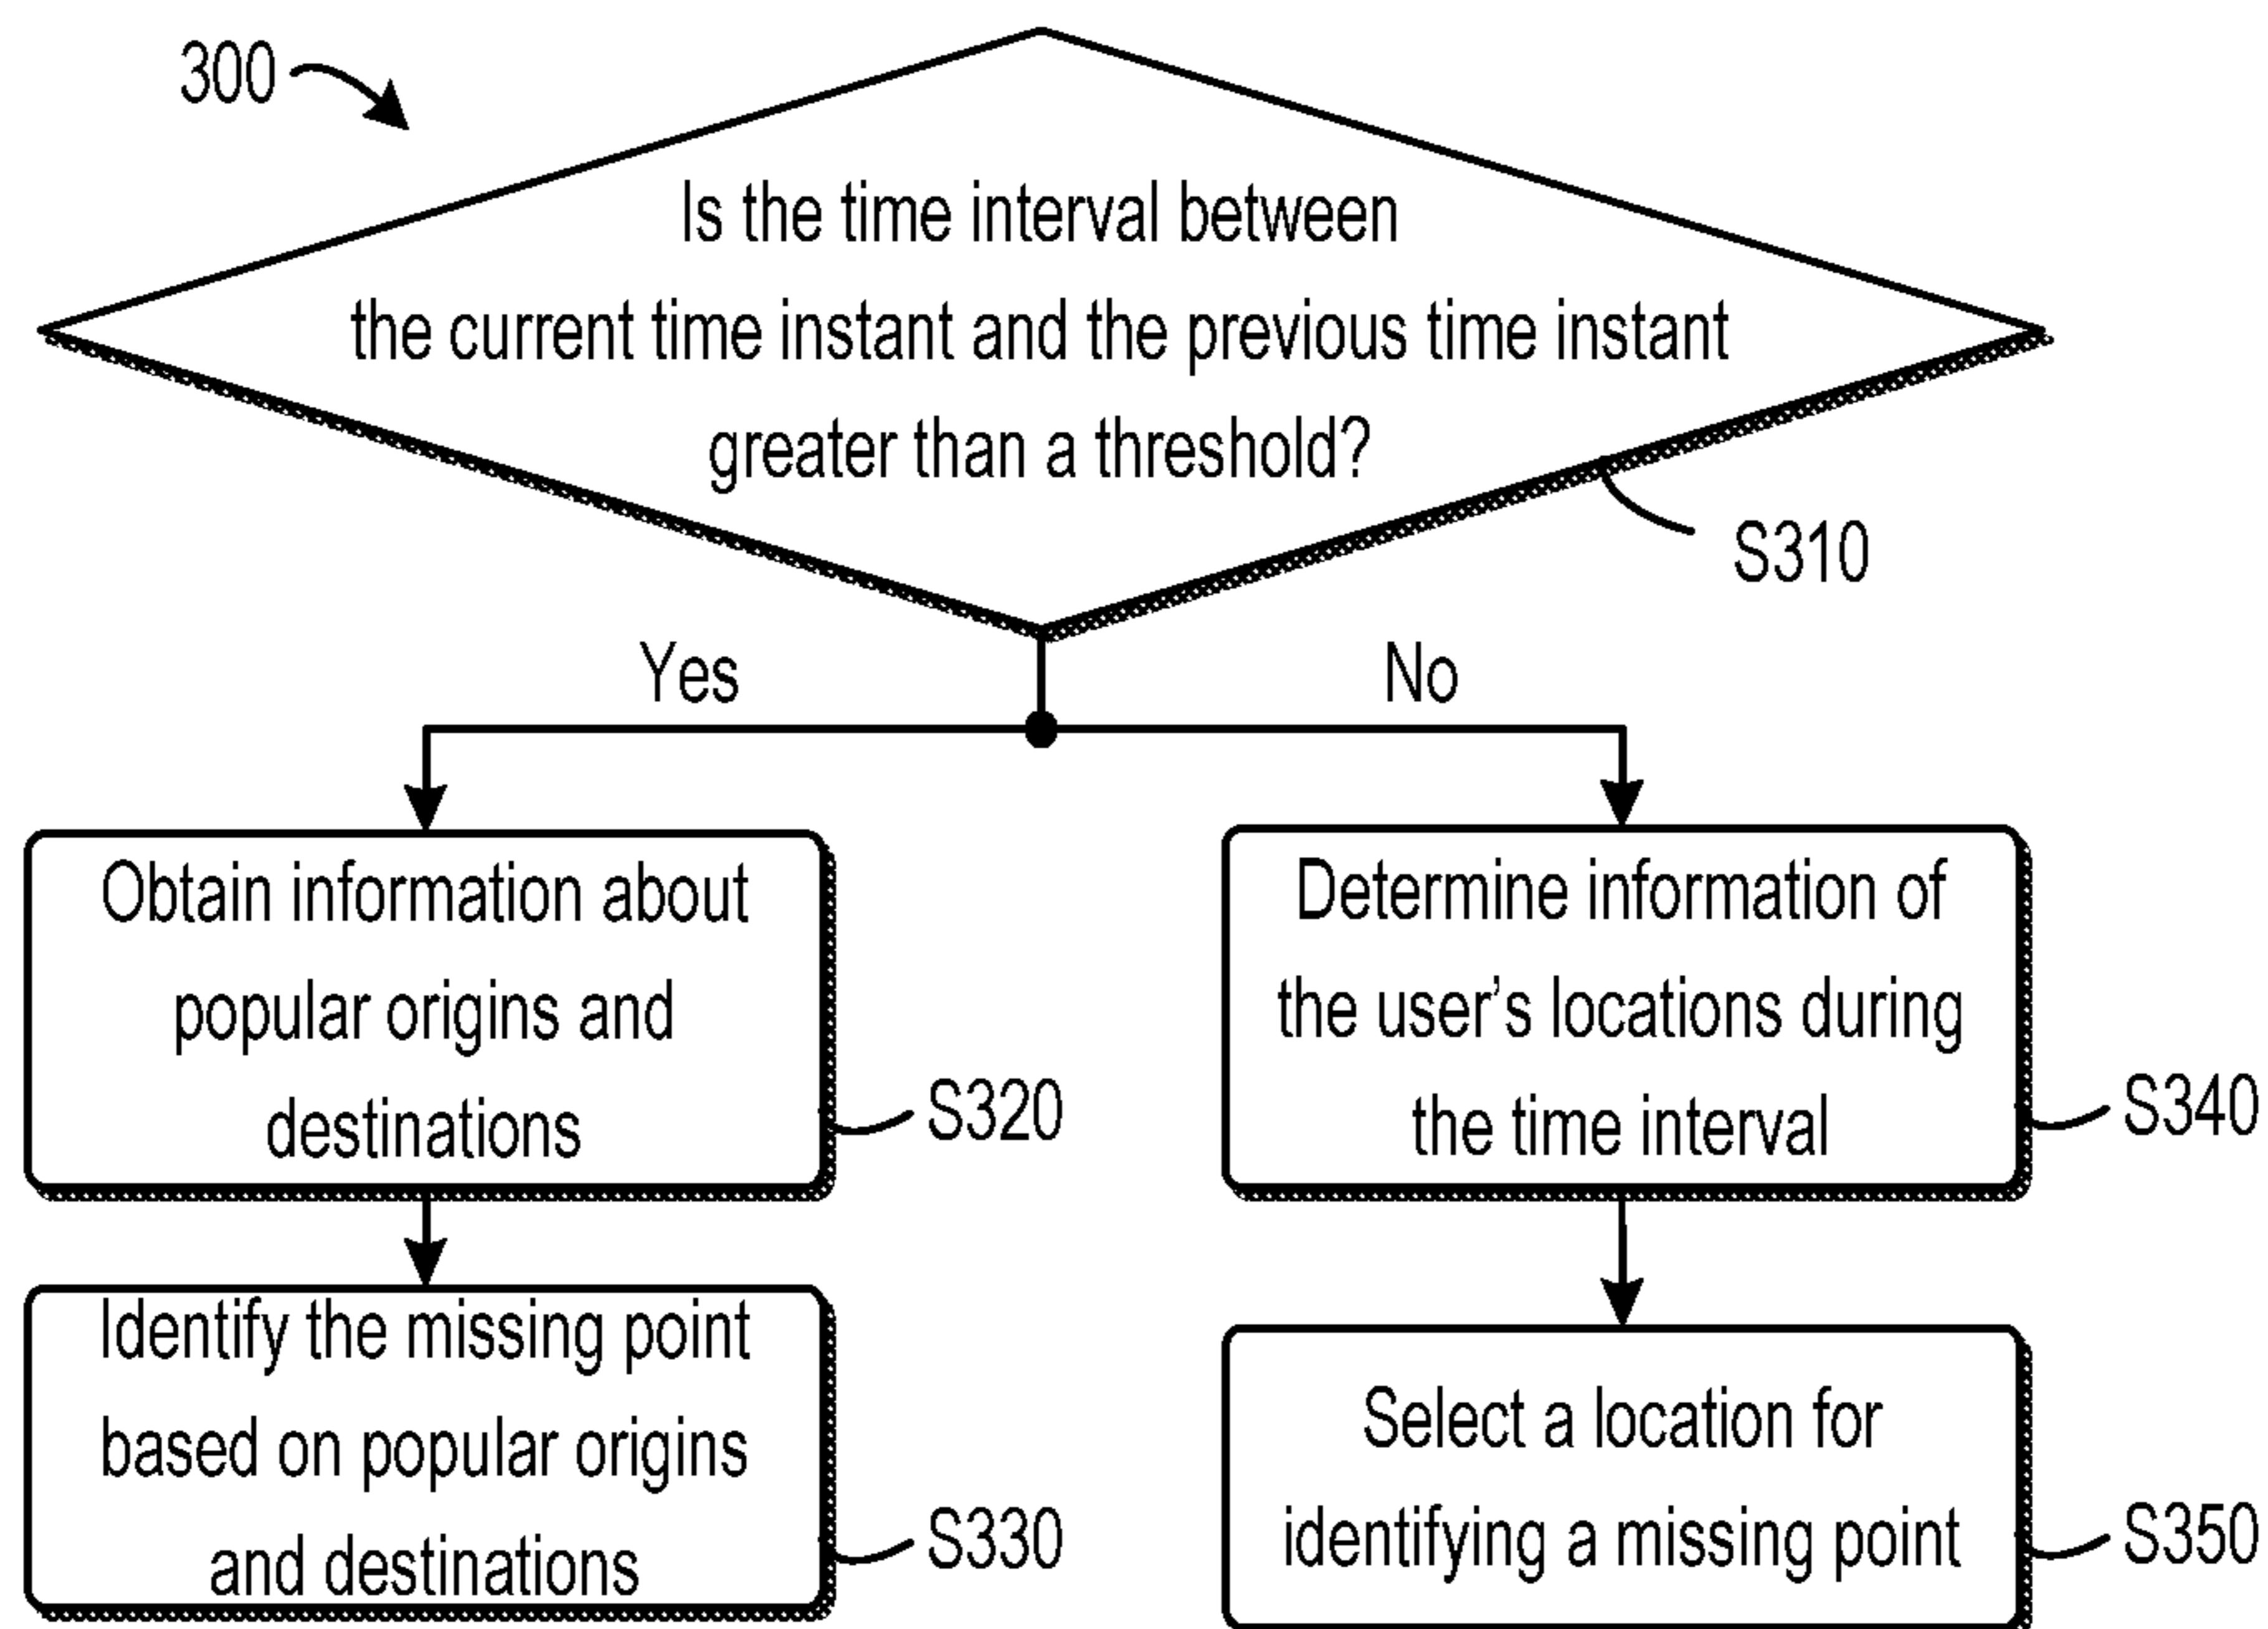 300
Is the time interval between
the current time instant and the previous time instant
greater than a threshold?
S310
Yes
No
Obtain information about
popular origins and
destinations
S320
Identify the missing point
based on popular origins
and destinations
S330
Determine information of
the user's locations during
the time interval
S340
Select a location for
identifying a missing point
S350